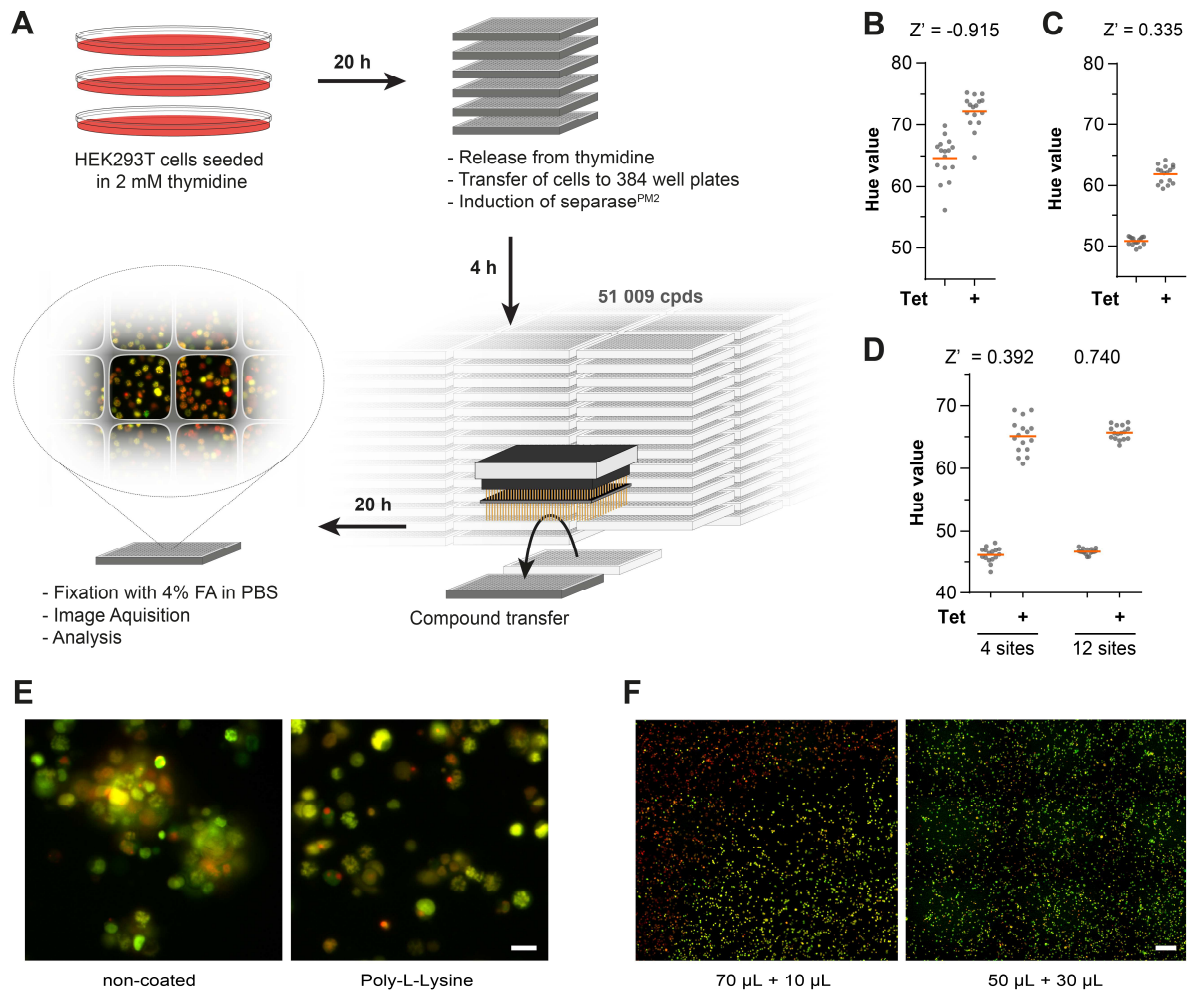 A
20 h
HEK293T cells seeded
in 2 mM thymidine
- Release from thymidine
- Transfer of cells to 384 well plates
- Induction of separasePM2
4 h
51 009 cpds
20 h
Compound transfer
- Fixation with 4% FA in PBS
- Image Aquisition
- Analysis
B
Z' = -0.915
80
70
60
50
Hue value
Tet +
C
Z' = 0.335
80
70
60
50
Hue value
Tet +
D
Z' = 0.392 0.740
70
60
50
40
Hue value
Tet + +
4 sites 12 sites
E
non-coated Poly-L-Lysine
F
70 µL + 10 µL 50 µL + 30 µL